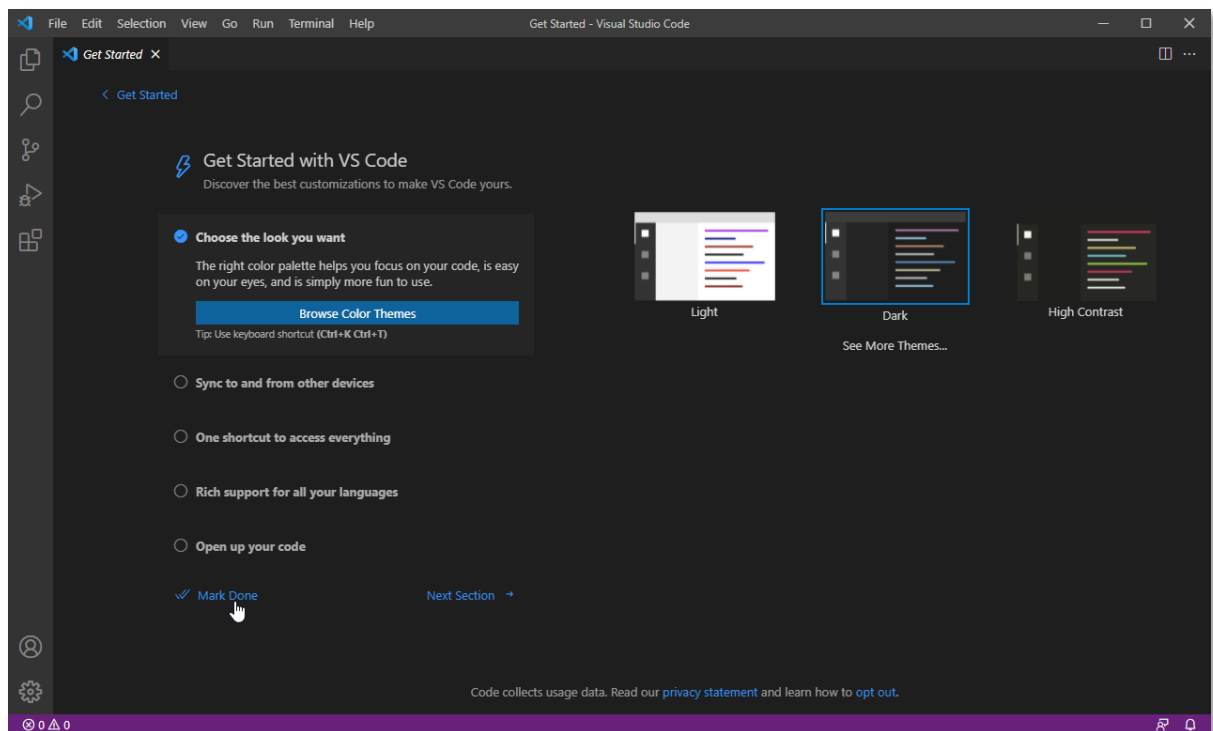 File Edit Selection View Go Run Terminal Help
Get Started - Visual Studio Code
Get Started
Get Started
Get Started with VS Code
Discover the best customizations to make VS Code yours.
Choose the look you want
The right color palette helps you focus on your code, is easy
on your eyes, and is simply more fun to use.
Browse Color Themes
Tip: Use keyboard shortcut (Ctrl+K Ctrl+T)
Sync to and from other devices
One shortcut to access everything
Rich support for all your languages
Open up your code
Mark Done
Next Section
Light
Dark
High Contrast
See More Themes...
Code collects usage data. Read our privacy statement and learn how to opt out.
0 0